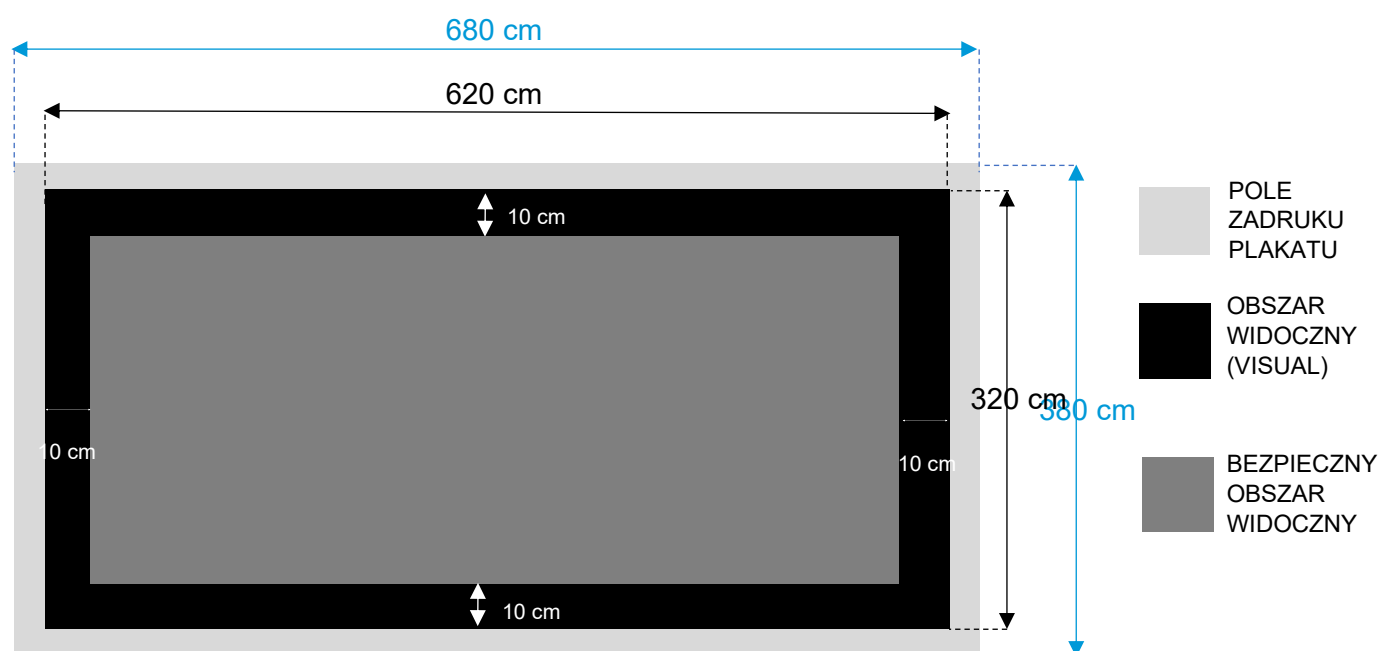 680 cm
620 cm
10 cm
POLE
ZADRUKU
PLAKATU
OBSZAR
WIDOCZNY
(VISUAL)
320 cm
380 cm
10 cm
10 cm
BEZPIECZNY
OBSZAR
WIDOCZNY
10 cm